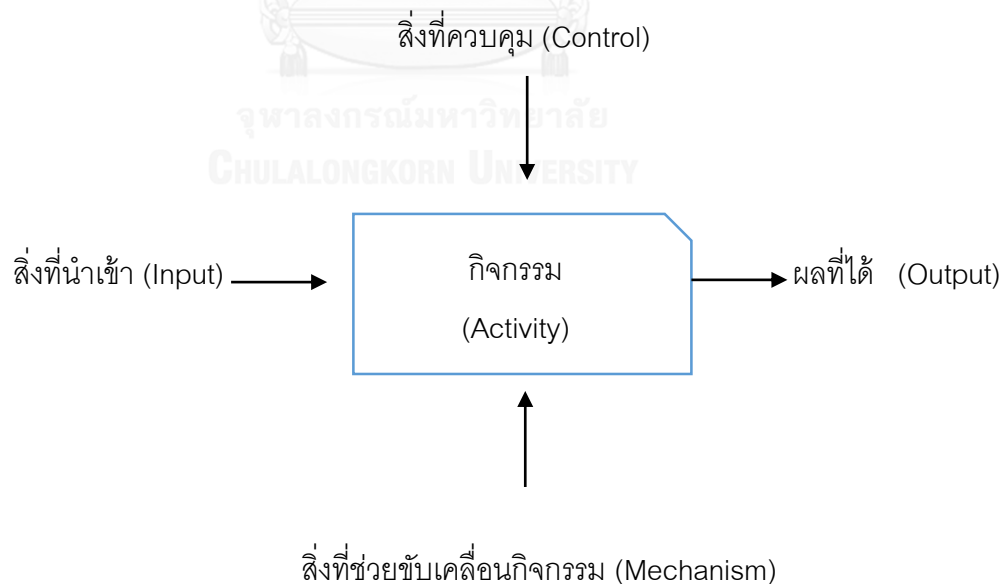 สิ่งที่ควบคุม (Control)
จุฬาลงกรณ์มหาวิทยาลัย
CHULALONGKORN UNIVERSITY
สิ่งที่นำเข้า (Input)
กิจกรรม
(Activity)
ผลที่ได้ (Output)
สิ่งที่ช่วยขับเคลื่อนกิจกรรม (Mechanism)